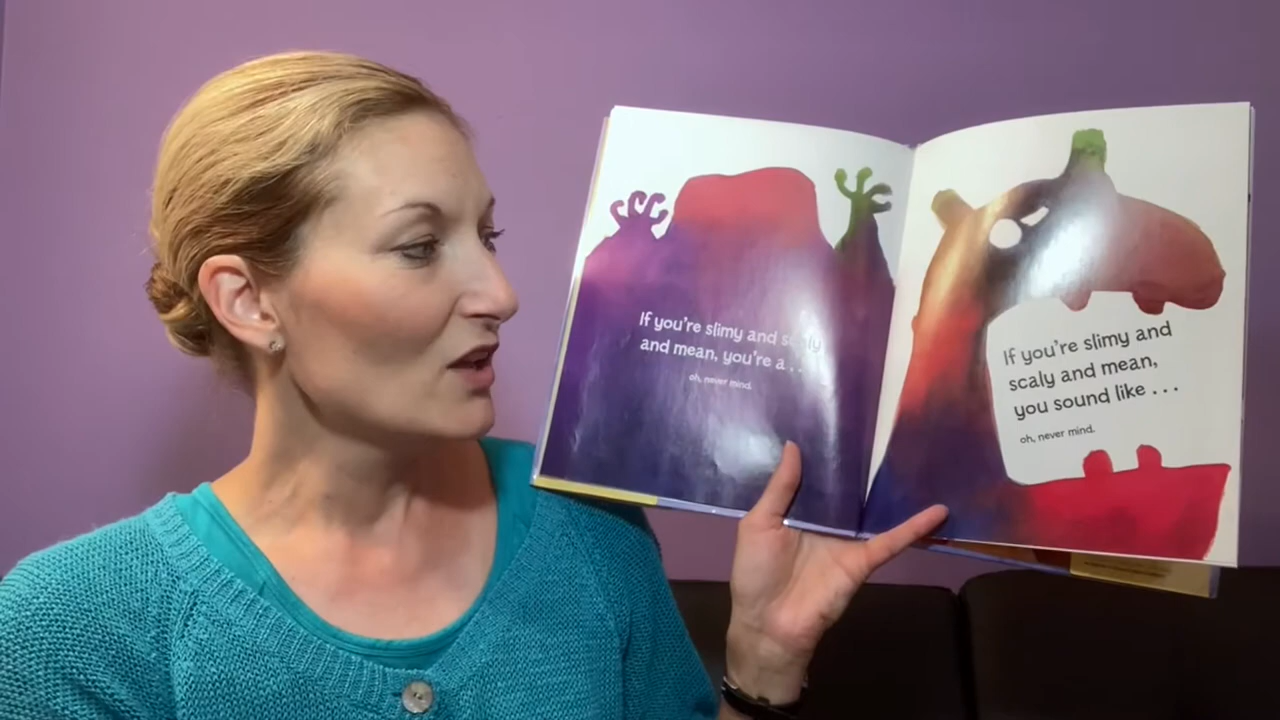 If you're slimy and scaly
and mean, you're a . . .
oh, never mind.
If you're slimy and
scaly and mean,
you sound like . . .
oh, never mind.